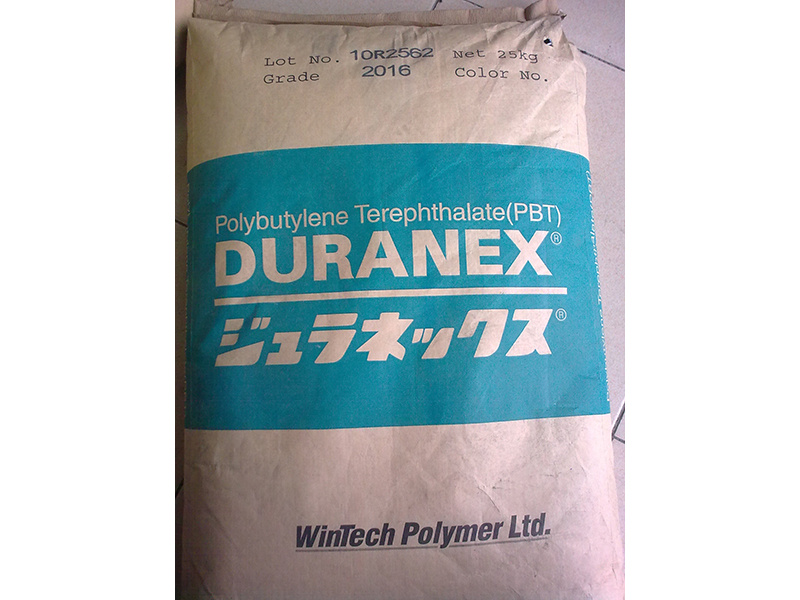 Lot No. 10R2562 Net 25kg
Grade 2016 Color No.
Polybutylene Terephthalate(PBT)
DURANEX®
ジュラネックス®
WinTech Polymer Ltd.